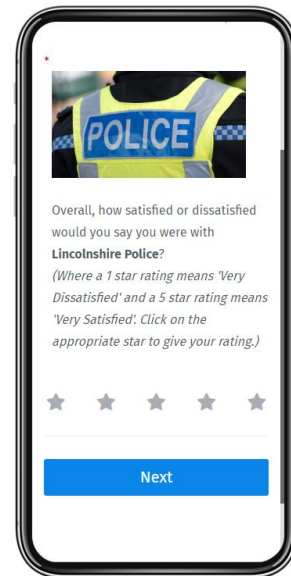 *
POLICE
Overall, how satisfied or dissatisfied
would you say you were with
Lincolnshire Police?
(Where a 1 star rating means 'Very
Dissatisfied' and a 5 star rating means
'Very Satisfied'. Click on the
appropriate star to give your rating.)
Next